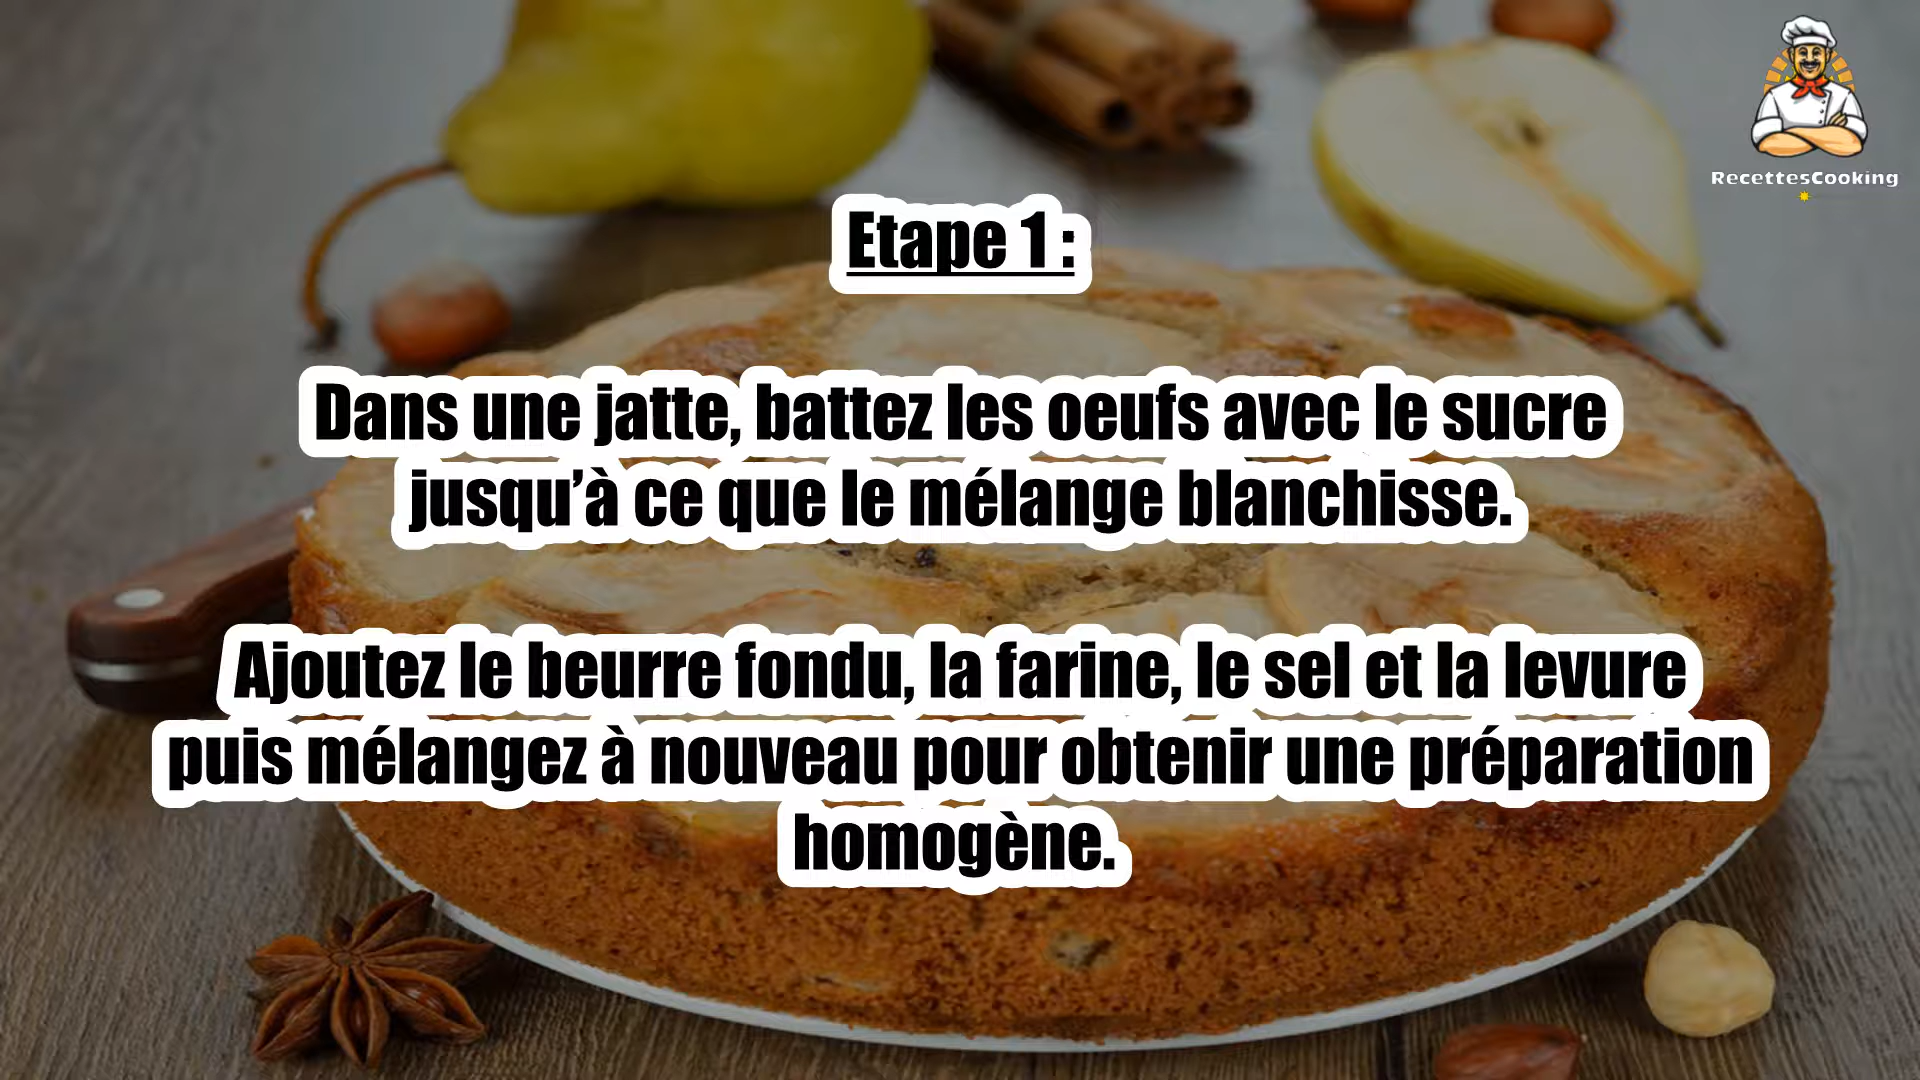 RecettesCooking
Etape 1 :
Dans une jatte, battez les oeufs avec le sucre
jusqu’à ce que le mélange blanchisse.
Ajoutez le beurre fondu, la farine, le sel et la levure
puis mélangez à nouveau pour obtenir une préparation
homogène.